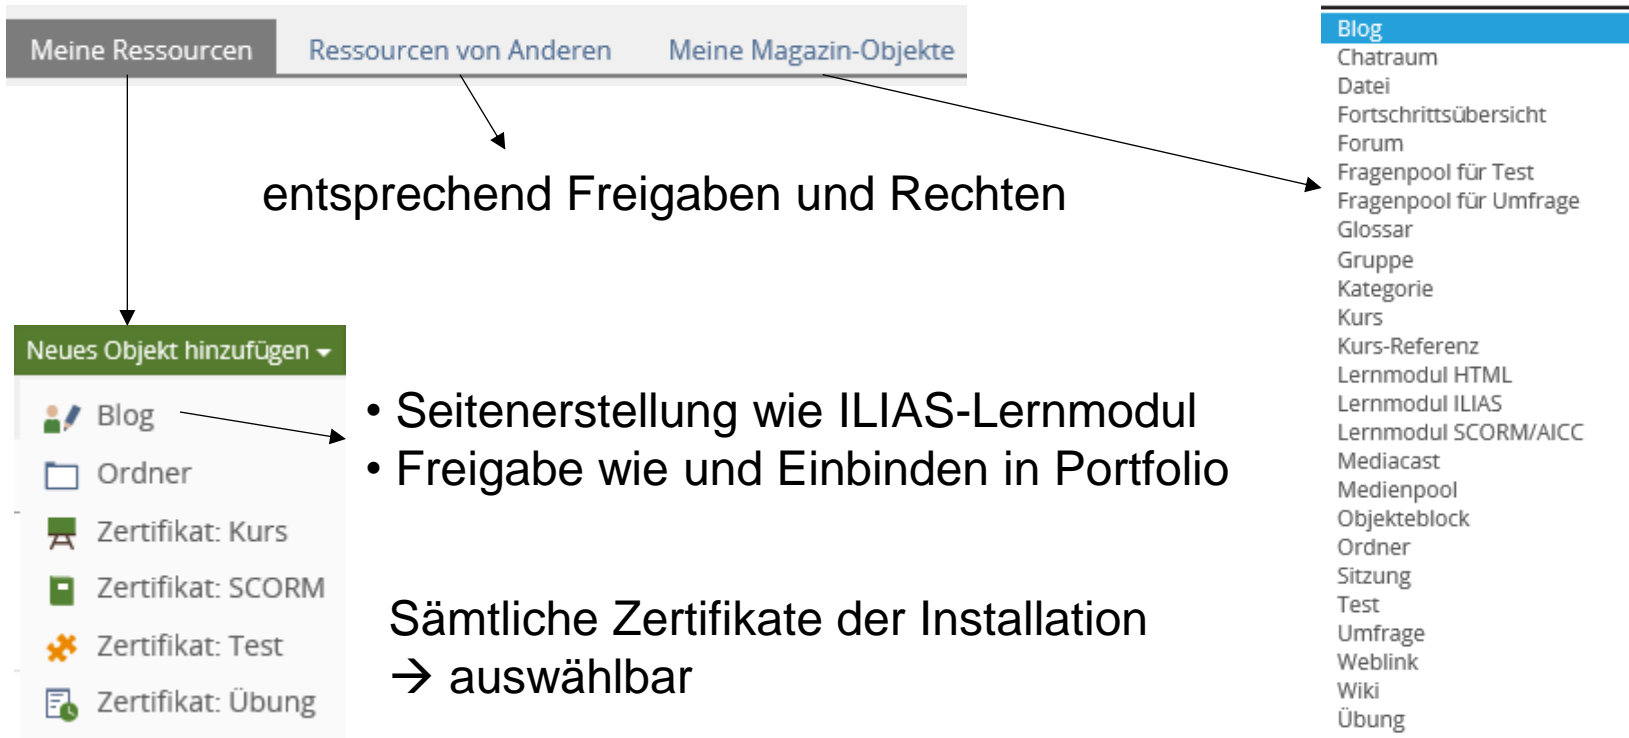 Meine Ressourcen Ressourcen von Anderen Meine Magazin-Objekte
entsprechend Freigaben und Rechten
Neues Objekt hinzufügen
Blog
Ordner
Zertifikat: Kurs
Zertifikat: SCORM
Zertifikat: Test
Zertifikat: Übung
• Seitenerstellung wie ILIAS-Lernmodul
• Freigabe wie und Einbinden in Portfolio
Sämtliche Zertifikate der Installation
→ auswählbar
Blog
Chatraum
Datei
Fortschrittsübersicht
Forum
Fragenpool für Test
Fragenpool für Umfrage
Glossar
Gruppe
Kategorie
Kurs
Kurs-Referenz
Lernmodul HTML
Lernmodul ILIAS
Lernmodul SCORM/AICC
Mediacast
Medienpool
Objekteblock
Ordner
Sitzung
Test
Umfrage
Weblink
Wiki
Übung